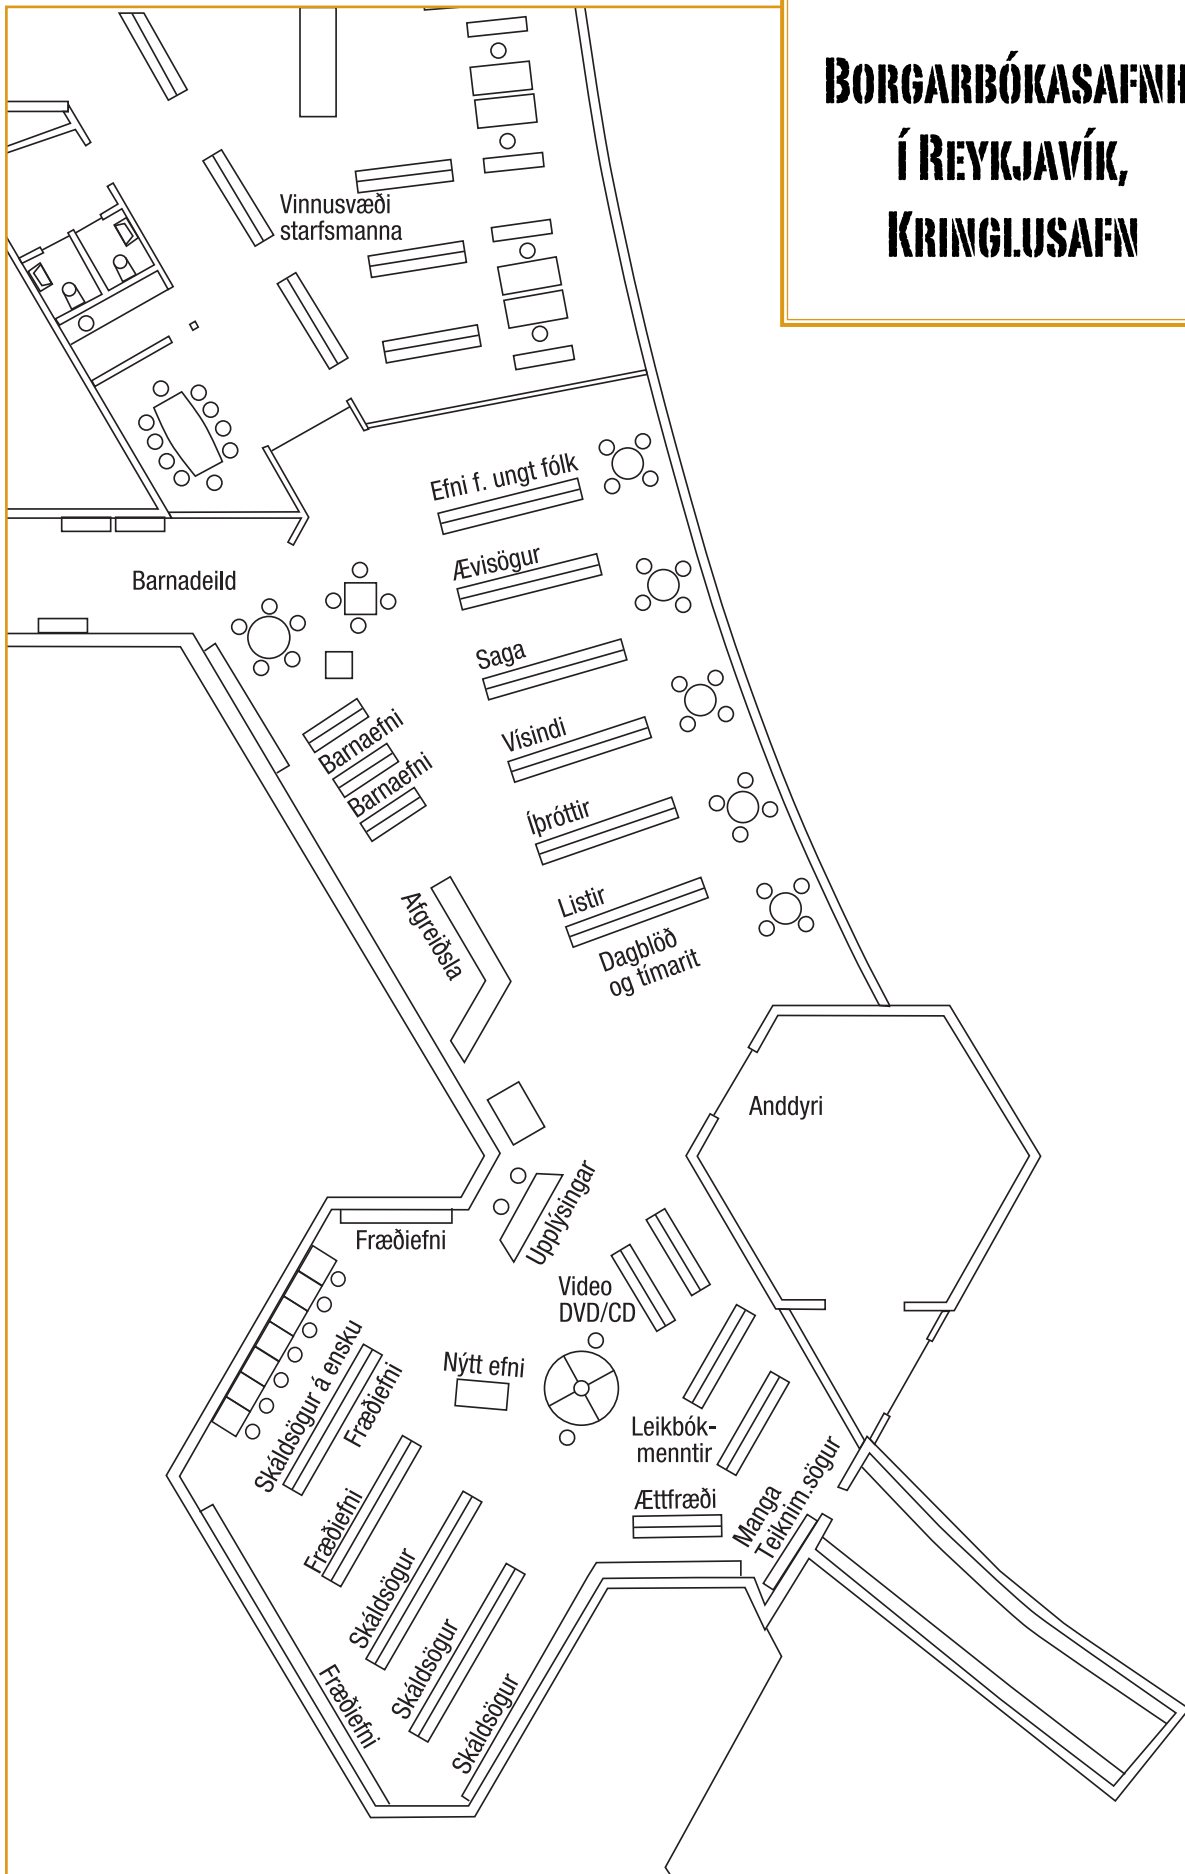 BORGARBÓKASAFNI
Í REYKJAVÍK,
KRINGLUSAFN
Vinnusvæði
starfsmanna
Efni f. ungt fólk
Ævisögur
Barnadeild
Saga
Vísindi
Barnaefni
Barnaefni
Íþróttir
Listir
Afgreiðsla
Dagblöð
og tímarit
Anddyri
Upplýsingar
Fræðiefni
Video
DVD/CD
Nýtt efni
Skáldsögur á ensku
Fræðiefni
Leikbók-
menntir
Ættfræði
Manga
Teiknim.sögur
Fræðiefni
Skáldsögur
Skáldsögur
Fræðiefni
Skáldsögur